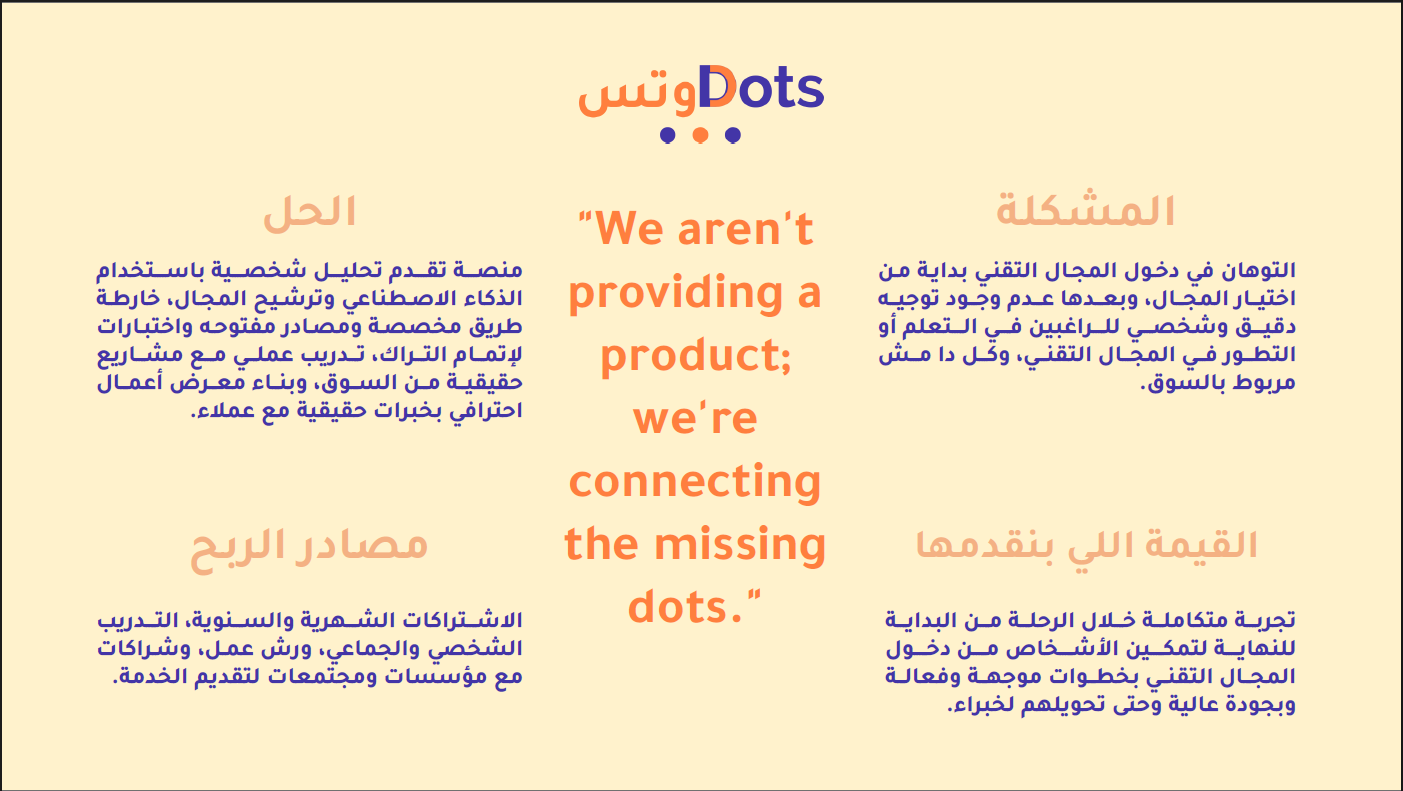 وتسDots
المشكلة
التوهان في دخول المجال التقني بداية من
اختيار المجال، وبعدها عدم وجود توجيه
دقيق وشخصي للراغبين في التعلم أو
التطور في المجال التقني، وكل دا مش
مربوط بالسوق.
"We aren't
providing a
product;
we're
connecting
the missing
dots."
الحل
منصة تقدم تحليل شخصية باستخدام
الذكاء الاصطناعي وترشيح المجال، خارطة
طريق مخصصة ومصادر مفتوحه واختبارات
لإتمام التراك، تدريب عملي مع مشاريع
حقيقية من السوق، وبناء معرض أعمال
احترافي بخبرات حقيقية مع عملاء.
القيمة اللي بنقدمها
تجربة متكاملة خلال الرحلة من البداية
للنهاية لتمكين الأشخاص من دخول
المجال التقني بخطوات موجهة وفعالة
وبجودة عالية وحتى تحويلهم لخبراء.
مصادر الربح
الاشتراكات الشهرية والسنوية، التدريب
الشخصي والجماعي، ورش عمل، وشراكات
مع مؤسسات ومجتمعات لتقديم الخدمة.